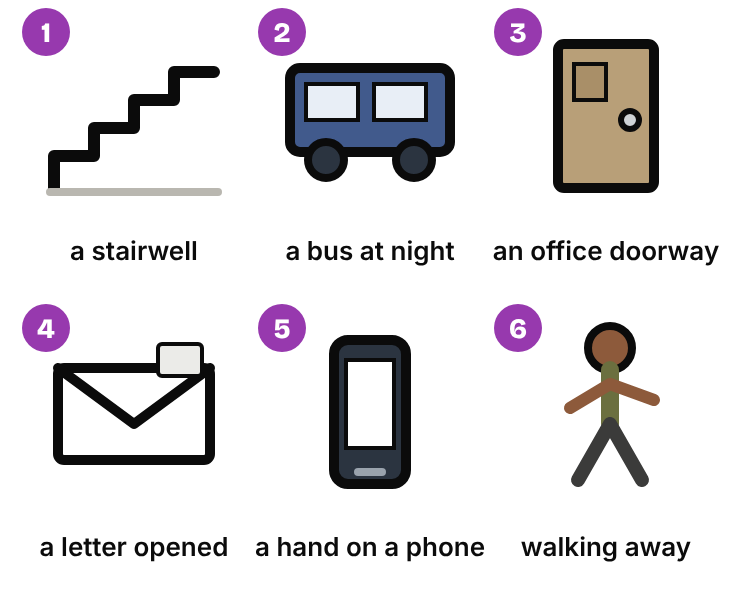 1
2
3
a stairwell
a bus at night
an office doorway
4
5
6
a letter opened
a hand on a phone
walking away